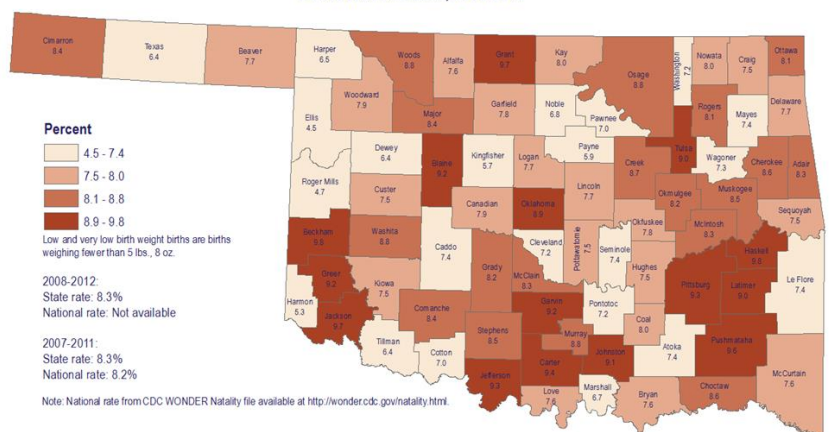 Cimarron
8.4
Texas
6.4
Beaver
7.7
Harper
6.5
Woods
8.8
Alfalfa
7.6
Grant
9.7
Kay
8.0
Osage
8.8
Washington
7.2
Nowata
8.0
Craig
7.5
Ottawa
8.1
Ellis
4.5
Woodward
7.9
Major
8.4
Garfield
7.8
Noble
6.8
Pawnee
7.0
Rogers
8.1
Mayes
7.4
Delaware
7.7
Percent
4.5 - 7.4
7.5 - 8.0
8.1 - 8.8
8.9 - 9.8
Low and very low birth weight births are births
weighing fewer than 5 lbs., 8 oz.
Roger Mills
4.7
Dewey
6.4
Blaine
9.2
Kingfisher
5.7
Logan
7.7
Payne
5.9
Creek
8.7
Tulsa
9.0
Wagoner
7.3
Cherokee
8.6
Adair
8.3
Custer
7.5
Canadian
7.9
Oklahoma
8.9
Lincoln
7.7
Okmulgee
8.2
Muskogee
8.5
Sequoyah
7.5
Beckham
Washita
8.8
Caddo
7.4
Cleveland
7.2
Pottawatomie
7.5
Seminole
7.4
Okfuskee
7.8
McIntosh
8.3
Haskell
Greer
9.2
Kiowa
7.5
Grady
8.2
McClain
8.3
Hughes
7.5
Pittsburg
9.3
Latimer
9.0
Le Flore
7.4
Harmon
5.3
Jackson
9.7
Comanche
8.4
Garvin
9.2
Pontotoc
7.2
Coal
8.0
Tillman
6.4
Cotton
7.0
Stephens
8.5
Murray
8.8
Johnston
9.1
Atoka
7.4
Pushmataha
9.6
McCurtain
7.6
Jefferson
9.3
Carter
9.4
Love
7.6
Marshall
6.7
Bryan
7.6
Choctaw
8.6
2008-2012:
State rate: 8.3%
National rate: Not available
2007-2011:
State rate: 8.3%
National rate: 8.2%
Note: National rate from CDC WONDER Natality file available at http://wonder.cdc.gov/natality.html.